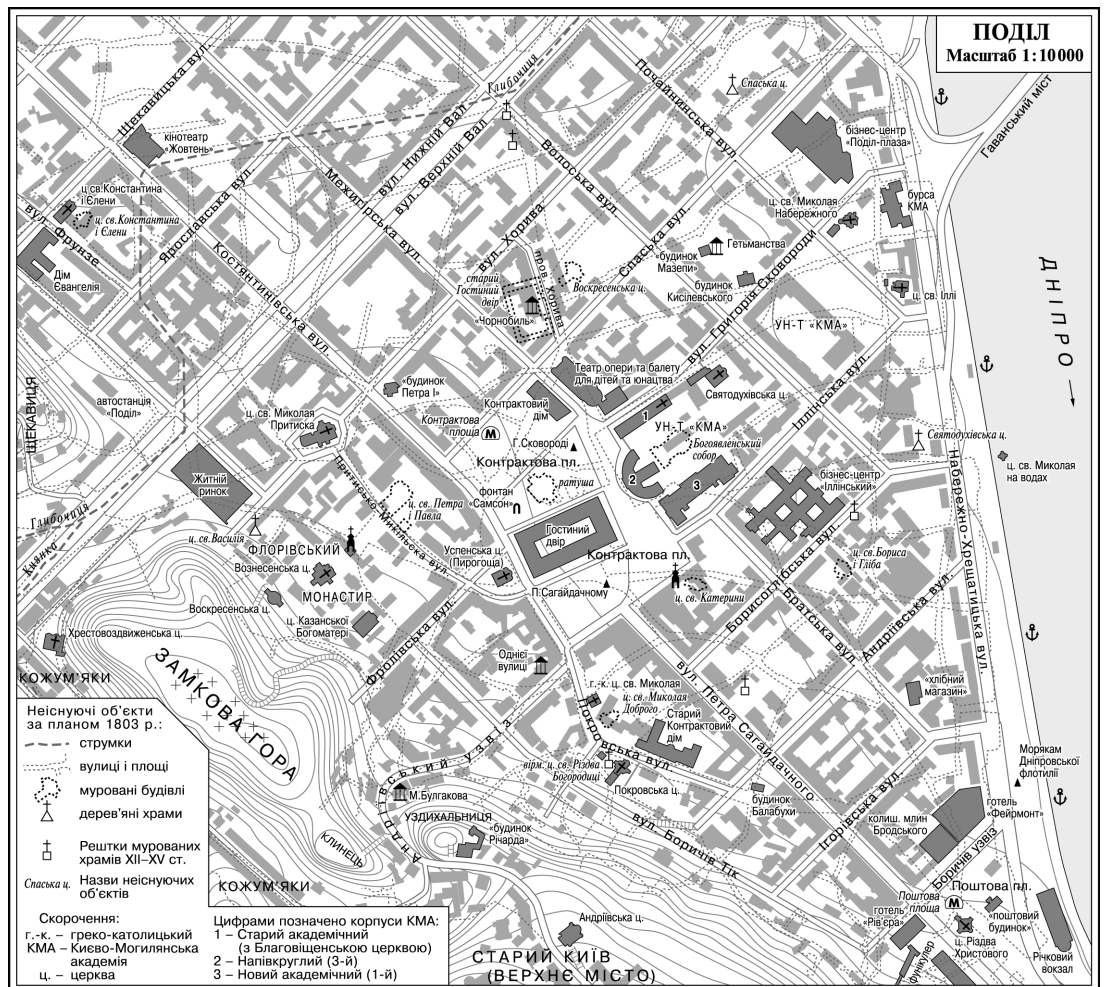 ПОДІЛ
Масштаб 1:10000
Щекавицька вул.
Глибочиця
Почайнинська вул.
Спаська ц.
Гаванський міст
кінотеатр
«Жовтень»
вул. Нижній Вал
вул. Верхній Вал
Волоська вул.
бізнес-центр
«Поділ-плаза»
ц св.Константина
і Єлени
ц. св.Константина
і Єлени
вул. Фрунзе
Ярославська вул.
Межигірська вул.
ц. св. Миколая
Набережного
бурса
КМА
Дім
Євангелія
Костянтинівська вул.
вул. Хорива
пров. Хорива
Спаська вул.
Гетьманства
«будинок
Мазепи»
будинок
Кисілевського
вул. Григорія Сковороди
старий
Гостиний
двір
Воскресенська ц.
«Чорнобиль»
ц. св. Іллі
ДНІПРО
УН-Т «КМА»
Театр опери та балету
для дітей та юнацтва
Святодухівська ц.
Іллінська вул.
ЩЕКАВИЦЯ
автостанція
«Поділ»
«будинок
Петра І»
Контрактовий
дім
ц. св. Миколая
Притиска
Контрактова
площа
М
Г.Сковороді
1
УН-Т «КМА»
Богоявленський
собор
Контрактова пл.
2
3
Святодухівська ц.
ц. св. Миколая
на водах
бізнес-центр
«Іллінський»
Набережно-Хрещатицька вул.
Житній
ринок
Притисько-Микільська вул.
ц. св. Петра
і Павла
фонтан
«Самсон»
ратуша
Глибочиця
Киянка
ц. св.Василія
ФЛОРІВСЬКИЙ
МОНАСТИР
Вознесенська ц.
Успенська ц.
(Пирогоща)
Гостиний
двір
Контрактова пл.
ц. св.Бориса
і Гліба
Воскресенська ц.
ц. Казанської
Богоматері
П.Сагайдачному
ц. св. Катерини
Борисоглібська вул.
Братська вул.
Андріївська вул.
Хрестовоздвиженська ц.
КОЖУМ'ЯКИ
ЗАМКОВА ГОРА
Фролівська вул.
Однієї
вулиці
вул. Петра Сагайдачного
«хлібний
магазин»
г.-к. ц. св. Миколая
ц. св. Миколая
Доброго
Старий
Контрактовий
дім
Покровська вул.
вірм. ц. св. Різдва
Богородиці
Покровська ц.
Морякам
Дніпровської
флотилії
Андріївський узвіз
М.Булгакова
УЗДИХАЛЬНИЦЯ
«будинок
Річарда»
КЛИНЕЦЬ
КОЖУМ'ЯКИ
будинок
Балабухи
вул. Боричів Тік
Ігорівська вул.
колиш. млин
Бродського
готель
«Феірмонт»
Боричів узвіз
Поштова пл.
Поштова
площа
М
«поштовий
будинок»
готель
«Рів'єра»
ц. Різдва
Христового
Річковий
вокзал
фунікулер
Андріївська ц.
СТАРИЙ КИЇВ
(ВЕРХНЄ МІСТО)
Неіснуючі об'єкти
за планом 1803 р.:
струмки
вулиці і площі
муровані будівлі
дерев'яні храми
Рештки мурованих
храмів XII–XV ст.
Спаська ц.
Назви неіснуючих
об'єктів
Скорочення:
г.-к. – греко-католицький
КМА – Києво-Могилянська
академія
ц. – церква
Цифрами позначено корпуси КМА:
1 – Старий академічний
(з Благовіщенською церквою)
2 – Напівкруглий (3-й)
3 – Новий академічний (1-й)